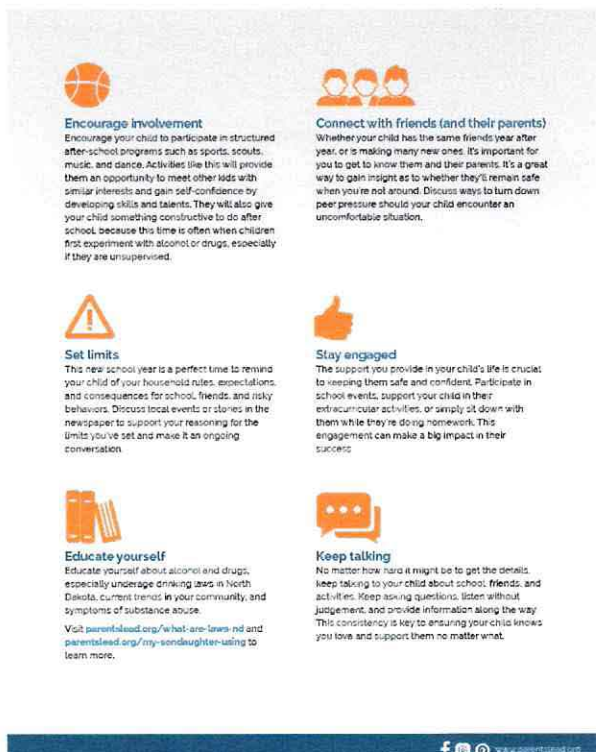 Encourage involvement
Encourage your child to participate in structured
after-school programs such as sports, scouts,
music, and dance. Activities like this will provide
them an opportunity to meet other kids with
similar interests and gain self-confidence by
developing skills and talents. They will also give
your child something constructive to do after
school, because this time is often when children
first experiment with alcohol or drugs, especially
if they are unsupervised.
Connect with friends (and their parents)
Whether your child has the same friends year after
year, or is making many new ones, it's important for
you to get to know them and their parents. It's a great
way to gain insight as to whether they'll remain safe
when you're not around. Discuss ways to turn down
peer pressure should your child encounter an
uncomfortable situation.
Set limits
This new school year is a perfect time to remind
your child of your household rules, expectations,
and consequences for school, friends, and risky
behaviors. Discuss local events or stories in the
newspaper to support your reasoning for the
limits you've set and make it an ongoing
conversation.
Stay engaged
The support you provide in your child's life is crucial
to keeping them safe and confident. Participate in
school events, support your child in their
extracurricular activities, or simply sit down with
them while they're doing homework. This
engagement can make a big impact in their
success.
Educate yourself
Educate yourself about alcohol and drugs,
especially underage drinking laws in North
Dakota, current trends in your community, and
symptoms of substance abuse.
Visit parentslead.org/what-are-laws-nd and
parentslead.org/my-sondaughter-using to
learn more.
Keep talking
No matter how hard it might be to get the details,
keep talking to your child about school, friends, and
activities. Keep asking questions, listen without
judgement, and provide information along the way.
This consistency is key to ensuring your child knows
you love and support them no matter what.
www.parentslead.org